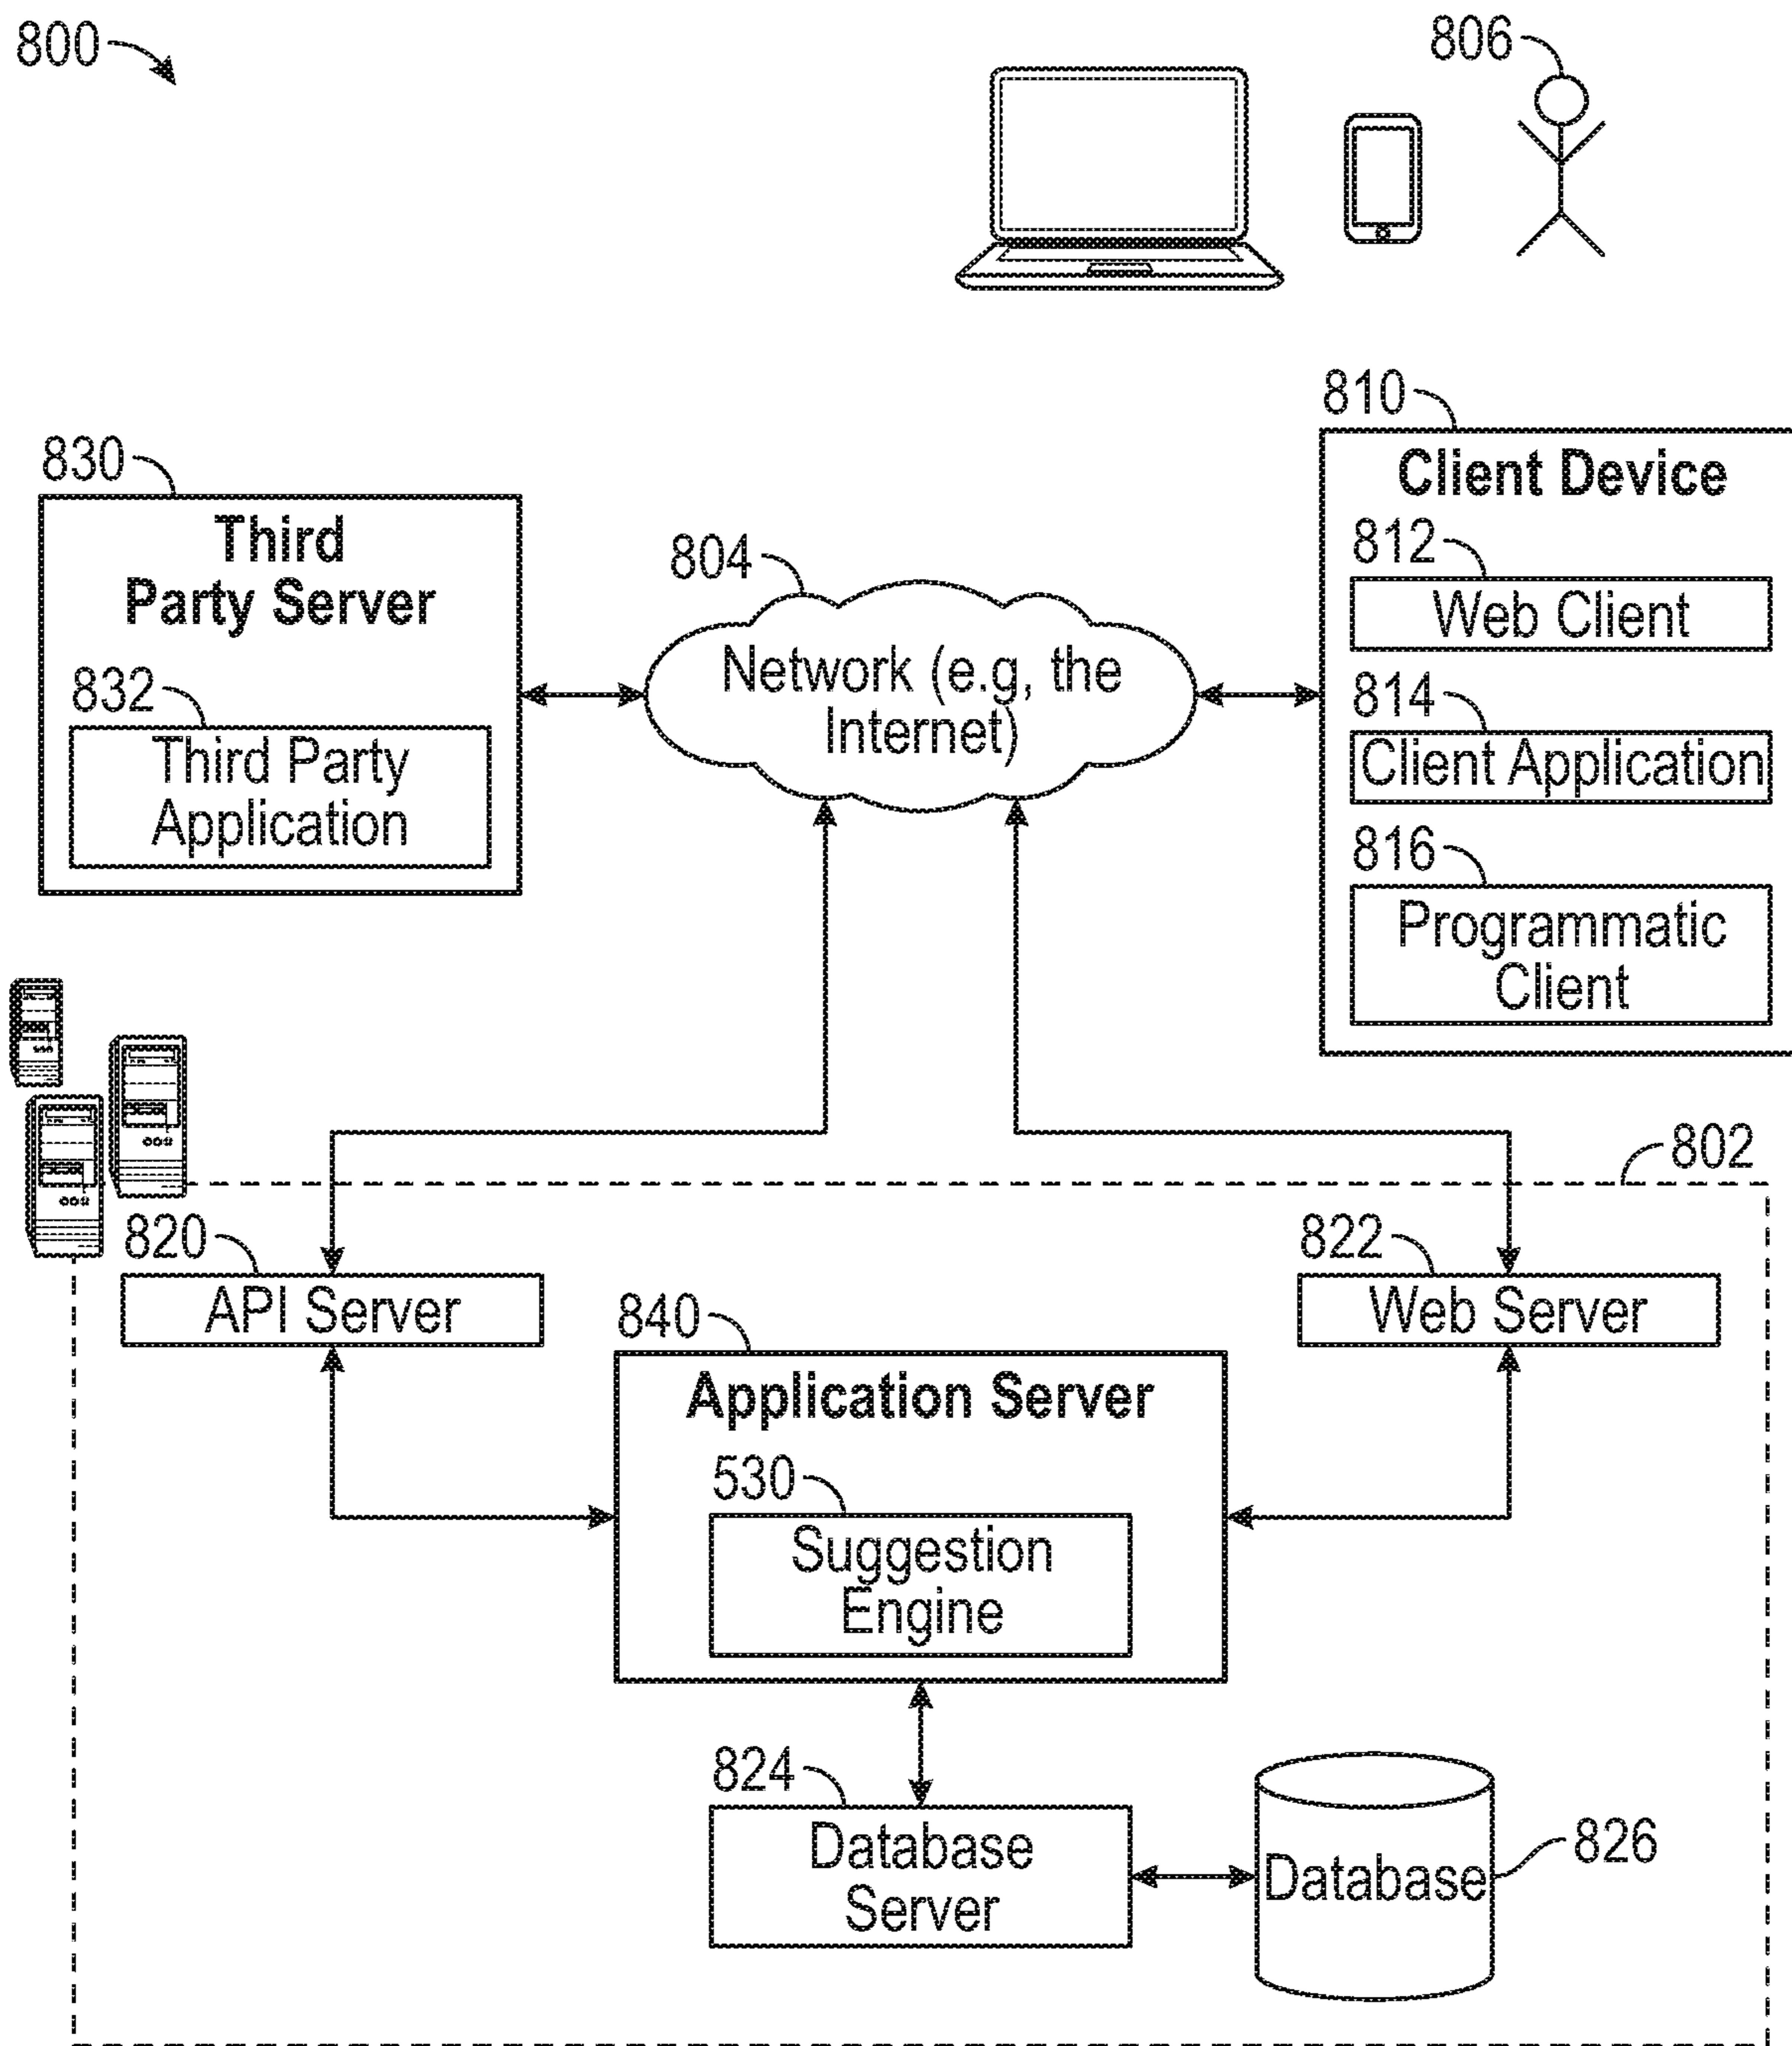 800
806
810
Client Device
812
Web Client
814
Client Application
816
Programmatic
Client
830
Third
Party Server
832
Third Party
Application
804
Network (e.g, the
Internet)
802
820
API Server
822
Web Server
840
Application Server
530
Suggestion
Engine
824
Database
Server
Database
826